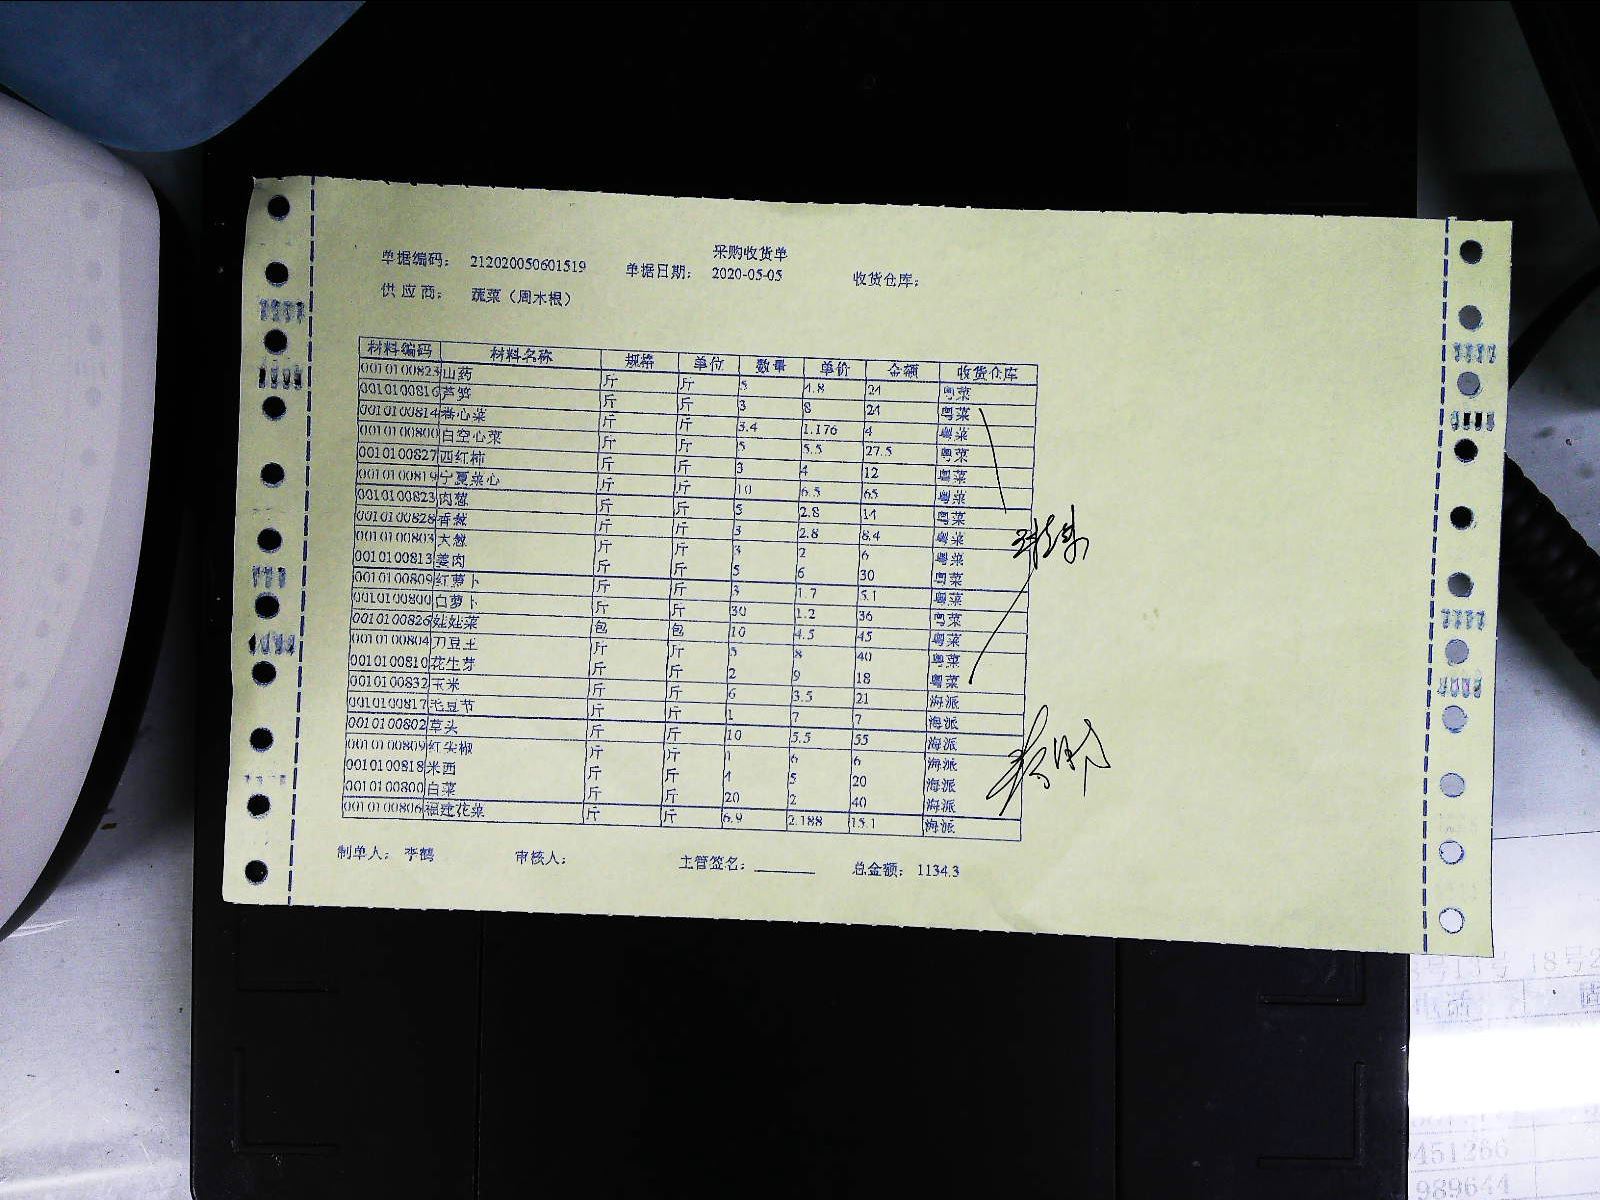 采购收货单
单据编码： 212020050601519 单据日期： 2020-05-05 收货仓库：
供应商： 蔬菜（周木根）
材料编码 材料名称 规格 单位 数量 单价 金额 收货仓库
0010100823 山药 斤 斤 5 4.8 24 粤菜
0010100816 芦笋 斤 斤 3 8 24 粤菜
0010100814 卷心菜 斤 斤 3.4 1.176 4 粤菜
0010100800 白空心菜 斤 斤 5 5.5 27.5 粤菜
0010100827 西红柿 斤 斤 3 4 12 粤菜
0010100819 宁夏菜心 斤 斤 10 6.5 65 粤菜
0010100823 肉葱 斤 斤 5 2.8 14 粤菜
0010100828 香葱 斤 斤 3 2.8 8.4 粤菜
0010100803 大葱 斤 斤 3 2 6 粤菜
0010100813 姜肉 斤 斤 5 6 30 粤菜
0010100809 红萝卜 斤 斤 3 1.7 5.1 粤菜
0010100800 白萝卜 斤 斤 30 1.2 36 粤菜
0010100826 娃娃菜 包 包 10 4.5 45 粤菜
0010100804 刀豆王 斤 斤 5 8 40 粤菜
0010100810 花生芽 斤 斤 2 9 18 粤菜
0010100832 玉米 斤 斤 6 3.5 21 海派
0010100817 毛豆节 斤 斤 1 7 7 海派
0010100802 草头 斤 斤 10 5.5 55 海派
0010100809 红尖椒 斤 斤 1 6 6 海派
0010100818 米西 斤 斤 4 5 20 海派
0010100800 白菜 斤 斤 20 2 40 海派
0010100806 福建花菜 斤 斤 6.9 2.188 15.1 海派
制单人： 李鹤 审核人： 主管签名： 总金额： 1134.3
451266
989644